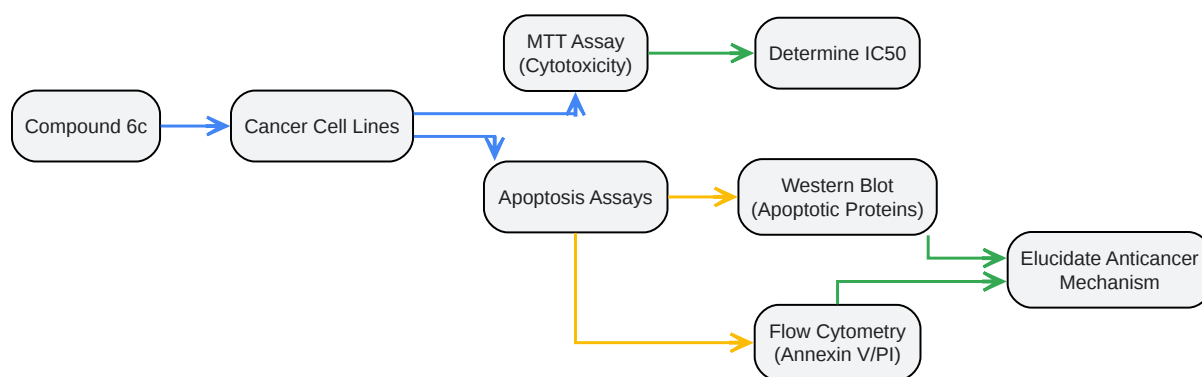 Compound 6c
Cancer Cell Lines
MTT Assay
(Cytotoxicity)
Determine IC50
Apoptosis Assays
Western Blot
(Apoptotic Proteins)
Flow Cytometry
(Annexin V/PI)
Elucidate Anticancer
Mechanism